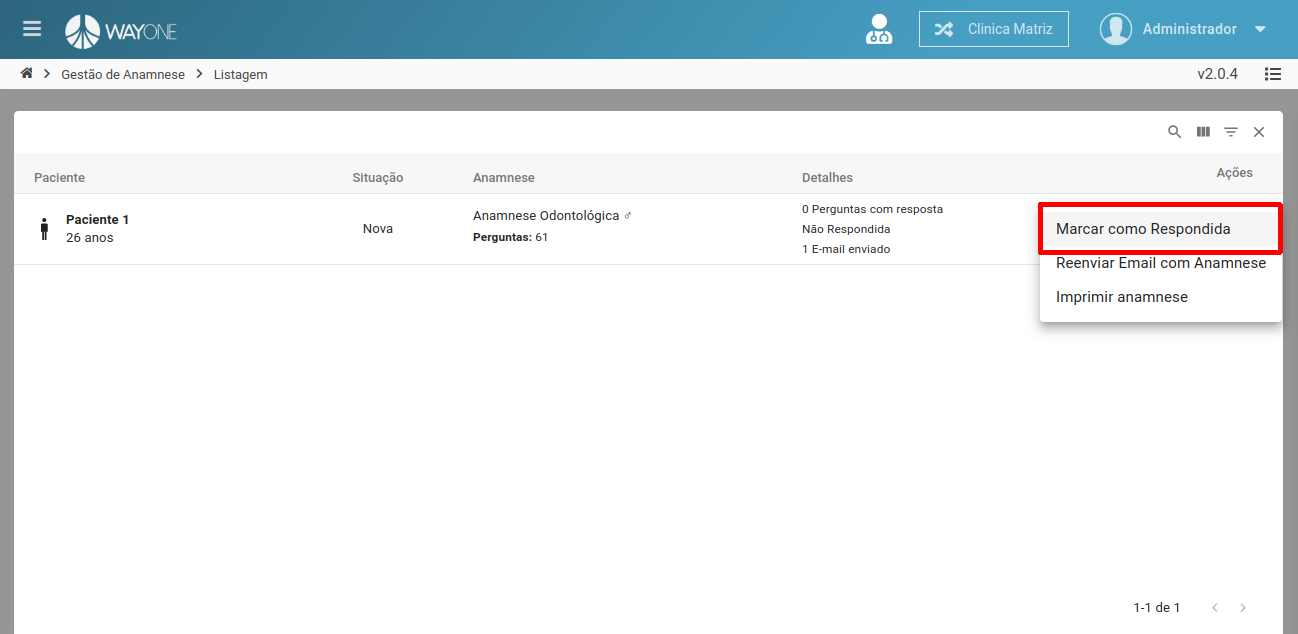 WAYONE
Clinica Matriz
Administrador
Gestão de Anamnese
Listagem
v2.0.4
Paciente
Situação
Anamnese
Detalhes
Ações
Paciente 1
26 anos
Nova
Anamnese Odontológica ♂
Perguntas: 61
0 Perguntas com resposta
Não Respondida
1 E-mail enviado
Marcar como Respondida
Reenviar Email com Anamnese
Imprimir anamnese
1-1 de 1